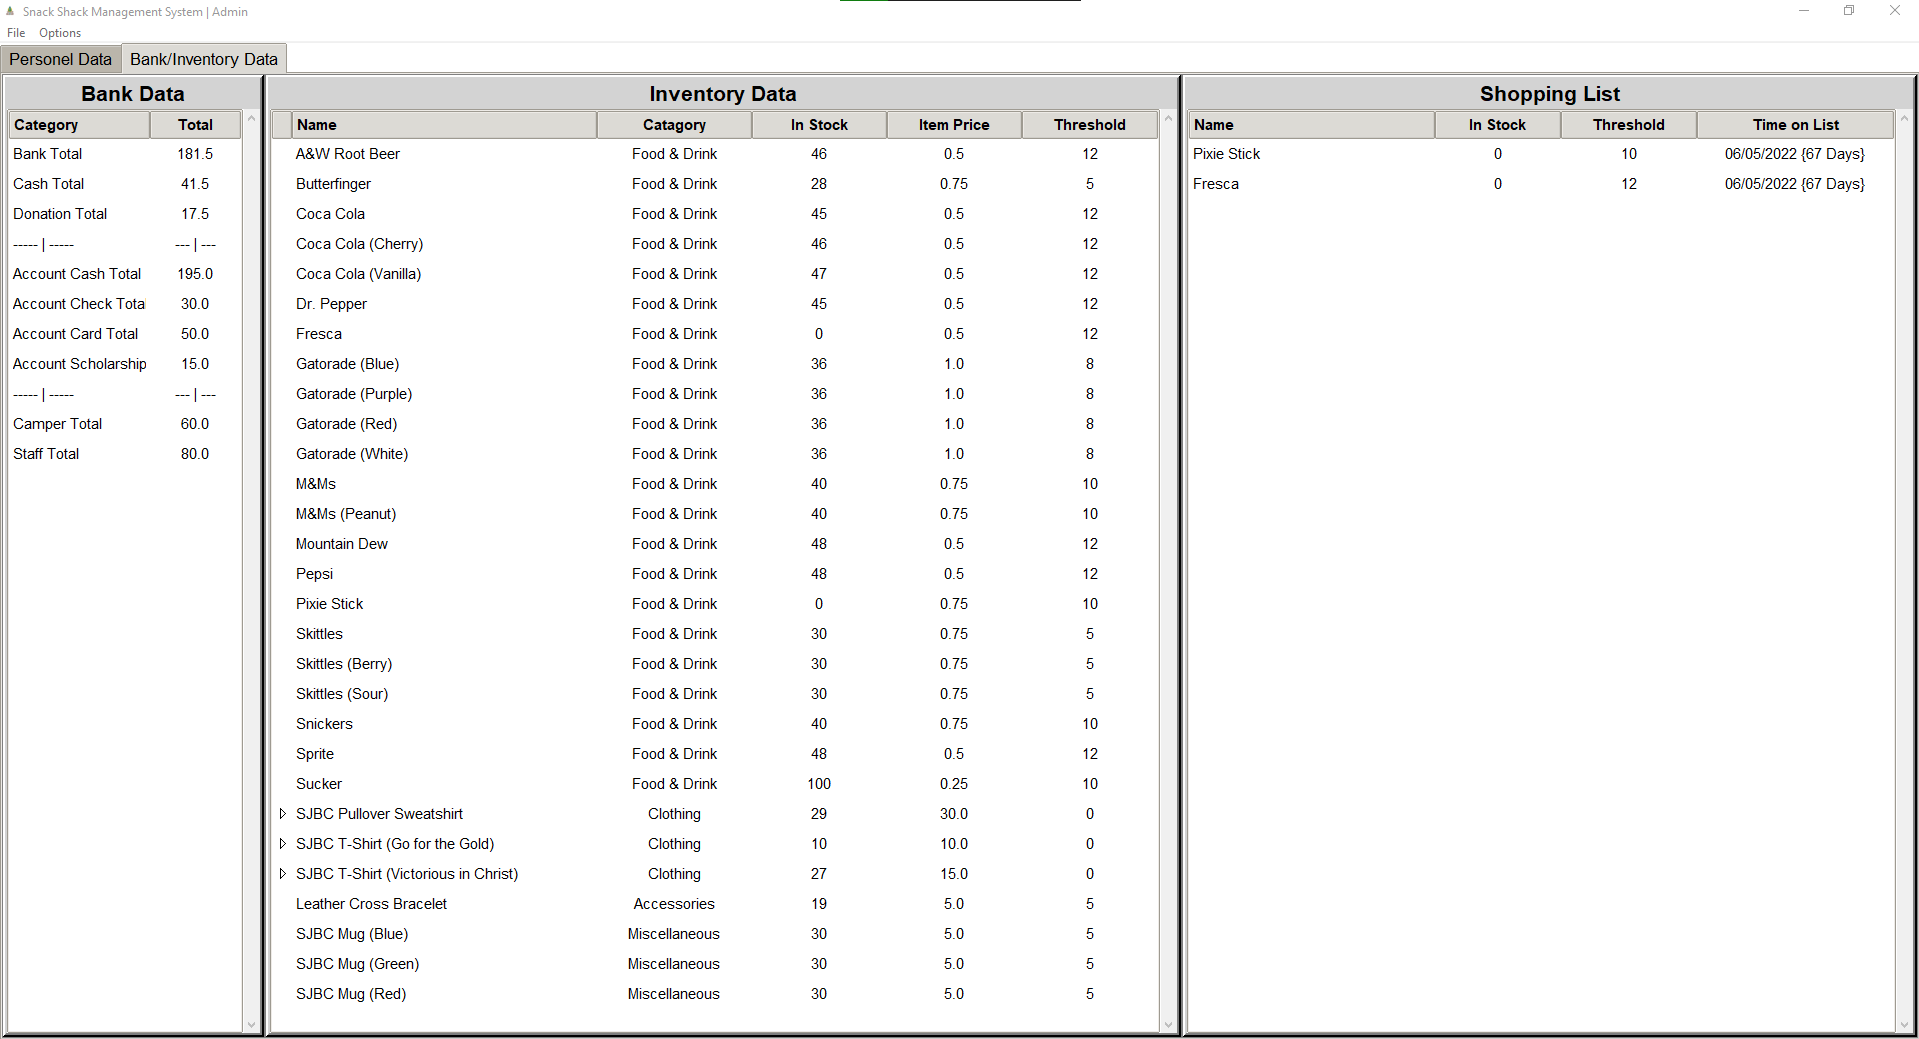 Snack Shack Management System | Admin
File Options
Personel Data Bank/Inventory Data
Bank Data
Category Total
Bank Total 181.5
Cash Total 41.5
Donation Total 17.5
----- | ----- --- | ---
Account Cash Total 195.0
Account Check Tota 30.0
Account Card Total 50.0
Account Scholarship 15.0
----- | ----- --- | ---
Camper Total 60.0
Staff Total 80.0
Inventory Data
Name Catagory In Stock Item Price Threshold
A&W Root Beer Food & Drink 46 0.5 12
Butterfinger Food & Drink 28 0.75 5
Coca Cola Food & Drink 45 0.5 12
Coca Cola (Cherry) Food & Drink 46 0.5 12
Coca Cola (Vanilla) Food & Drink 47 0.5 12
Dr. Pepper Food & Drink 45 0.5 12
Fresca Food & Drink 0 0.5 12
Gatorade (Blue) Food & Drink 36 1.0 8
Gatorade (Purple) Food & Drink 36 1.0 8
Gatorade (Red) Food & Drink 36 1.0 8
Gatorade (White) Food & Drink 36 1.0 8
M&Ms Food & Drink 40 0.75 10
M&Ms (Peanut) Food & Drink 40 0.75 10
Mountain Dew Food & Drink 48 0.5 12
Pepsi Food & Drink 48 0.5 12
Pixie Stick Food & Drink 0 0.75 10
Skittles Food & Drink 30 0.75 5
Skittles (Berry) Food & Drink 30 0.75 5
Skittles (Sour) Food & Drink 30 0.75 5
Snickers Food & Drink 40 0.75 10
Sprite Food & Drink 48 0.5 12
Sucker Food & Drink 100 0.25 10
SJBC Pullover Sweatshirt Clothing 29 30.0 0
SJBC T-Shirt (Go for the Gold) Clothing 10 10.0 0
SJBC T-Shirt (Victorious in Christ) Clothing 27 15.0 0
Leather Cross Bracelet Accessories 19 5.0 5
SJBC Mug (Blue) Miscellaneous 30 5.0 5
SJBC Mug (Green) Miscellaneous 30 5.0 5
SJBC Mug (Red) Miscellaneous 30 5.0 5
Shopping List
Name In Stock Threshold Time on List
Pixie Stick 0 10 06/05/2022 {67 Days}
Fresca 0 12 06/05/2022 {67 Days}